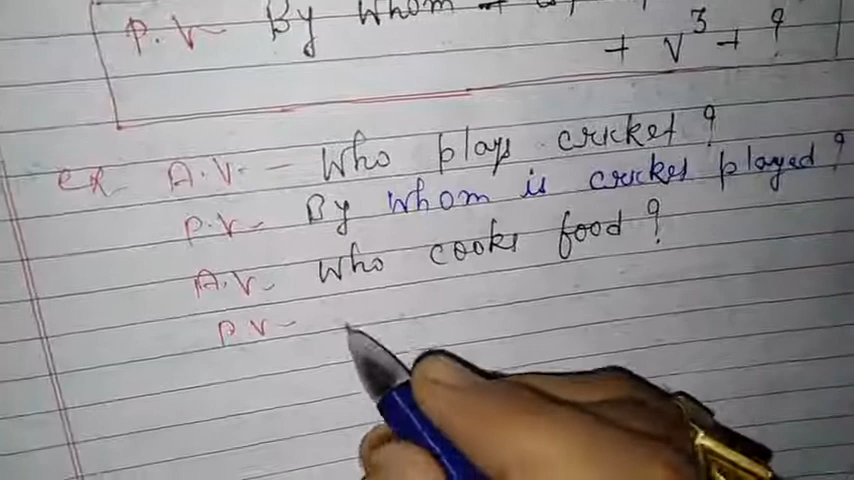 P.V- By Whom +
+ V3 + ?
ex A.V. - Who plays cricket ?
P.V- By whom is cricket played ?
A.V- Who cooks food ?
P.V-